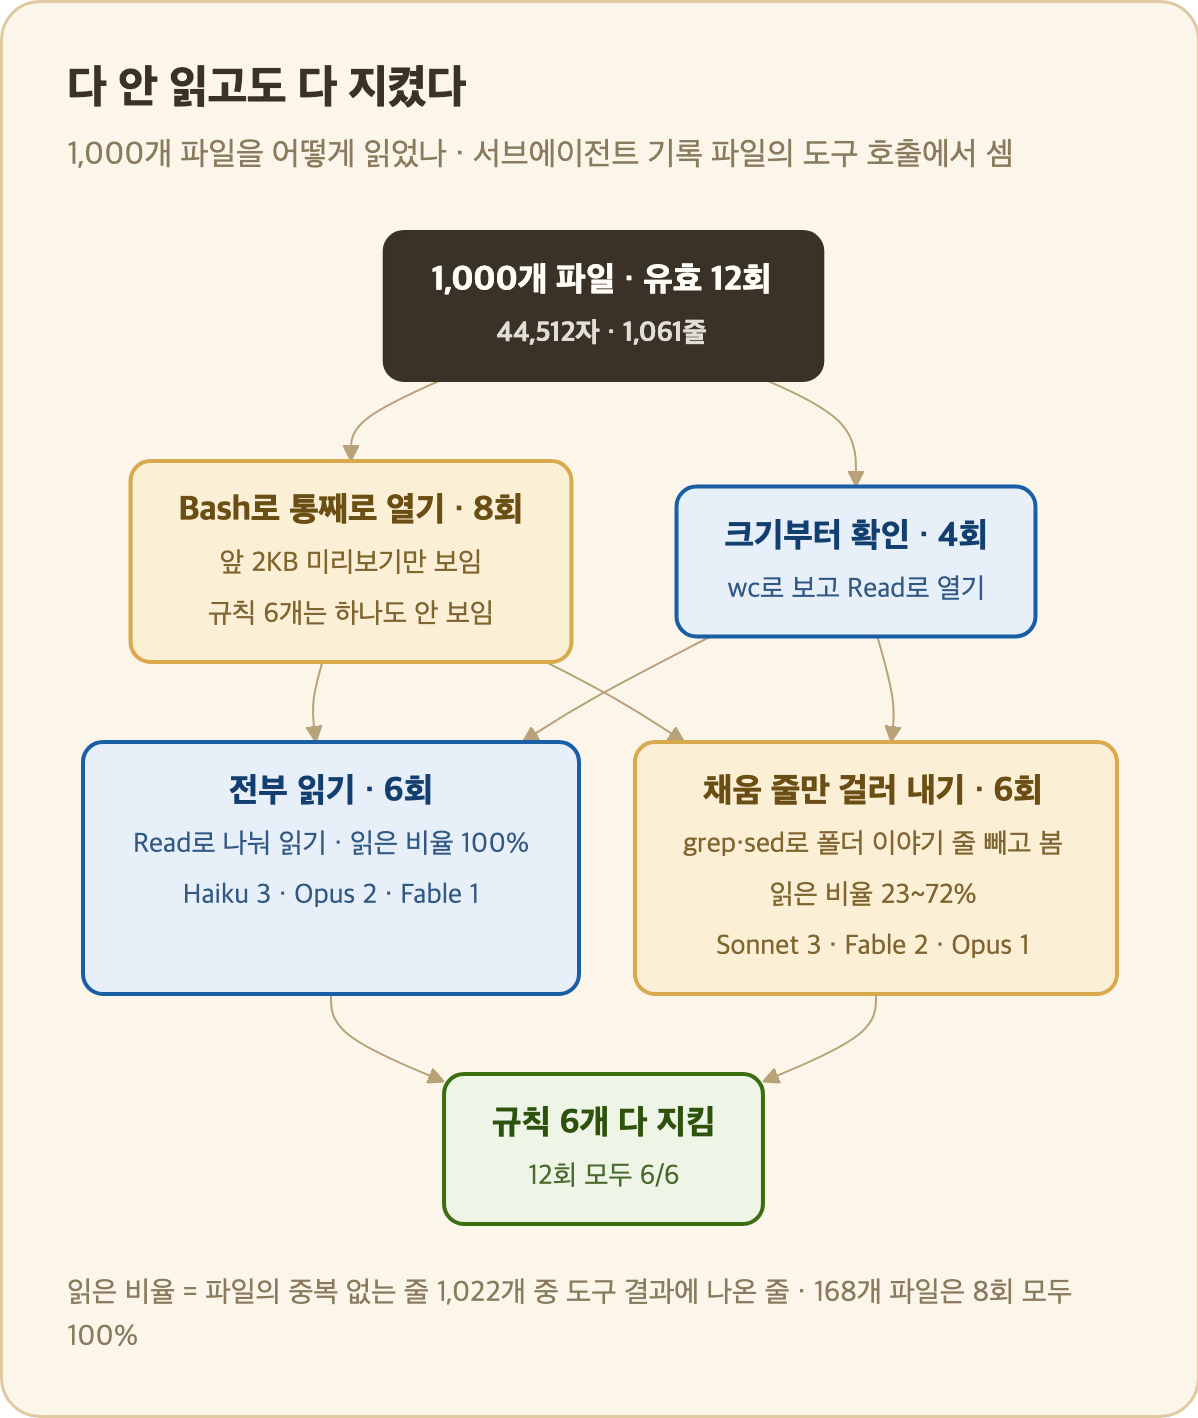 다 안 읽고도 다 지켰다
1,000개 파일을 어떻게 읽었나 · 서브에이전트 기록 파일의 도구 호출에서 셈
1,000개 파일 · 유효 12회
44,512자 · 1,061줄
Bash로 통째로 열기 · 8회
앞 2KB 미리보기만 보임
규칙 6개는 하나도 안 보임
크기부터 확인 · 4회
wc로 보고 Read로 열기
전부 읽기 · 6회
Read로 나눠 읽기 · 읽은 비율 100%
Haiku 3 · Opus 2 · Fable 1
채움 줄만 걸러 내기 · 6회
grep·sed로 폴더 이야기 줄 빼고 봄
읽은 비율 23~72%
Sonnet 3 · Fable 2 · Opus 1
규칙 6개 다 지킴
12회 모두 6/6
읽은 비율 = 파일의 중복 없는 줄 1,022개 중 도구 결과에 나온 줄 · 168개 파일은 8회 모두
100%